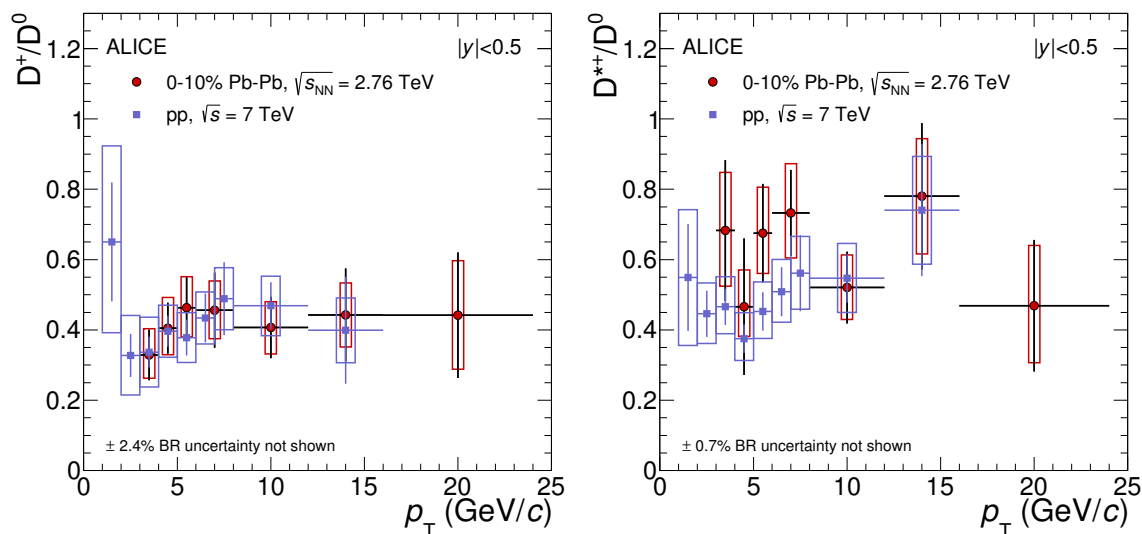 D⁺/D⁰
ALICE
|y|<0.5
0-10% Pb-Pb, √sNN = 2.76 TeV
pp, √s = 7 TeV
± 2.4% BR uncertainty not shown
0 0.2 0.4 0.6 0.8 1 1.2
0 5 10 15 20 25
pT (GeV/c)
D*⁺/D⁰
ALICE
|y|<0.5
0-10% Pb-Pb, √sNN = 2.76 TeV
pp, √s = 7 TeV
± 0.7% BR uncertainty not shown
0 0.2 0.4 0.6 0.8 1 1.2
0 5 10 15 20 25
pT (GeV/c)